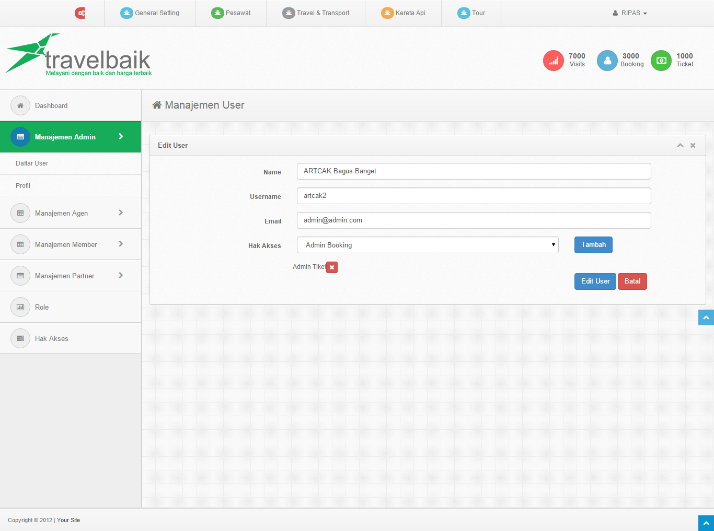 General Setting
Pesawat
Travel & Transport
Kereta Api
Tour
RIPAS
travelbaik
Melayani dengan baik dan harga terbaik
7000
Visits
3000
Booking
1000
Ticket
Dashboard
Manajemen Admin
Daftar User
Profil
Manajemen Agen
Manajemen Member
Manajemen Partner
Role
Hak Akses
Manajemen User
Edit User
Name
ARTCAK Bagus Banget
Username
artcak2
Email
admin@admin.com
Hak Akses
Admin Booking
Tambah
Admin Tiket
Edit User
Batal
Copyright © 2012 | Your Site